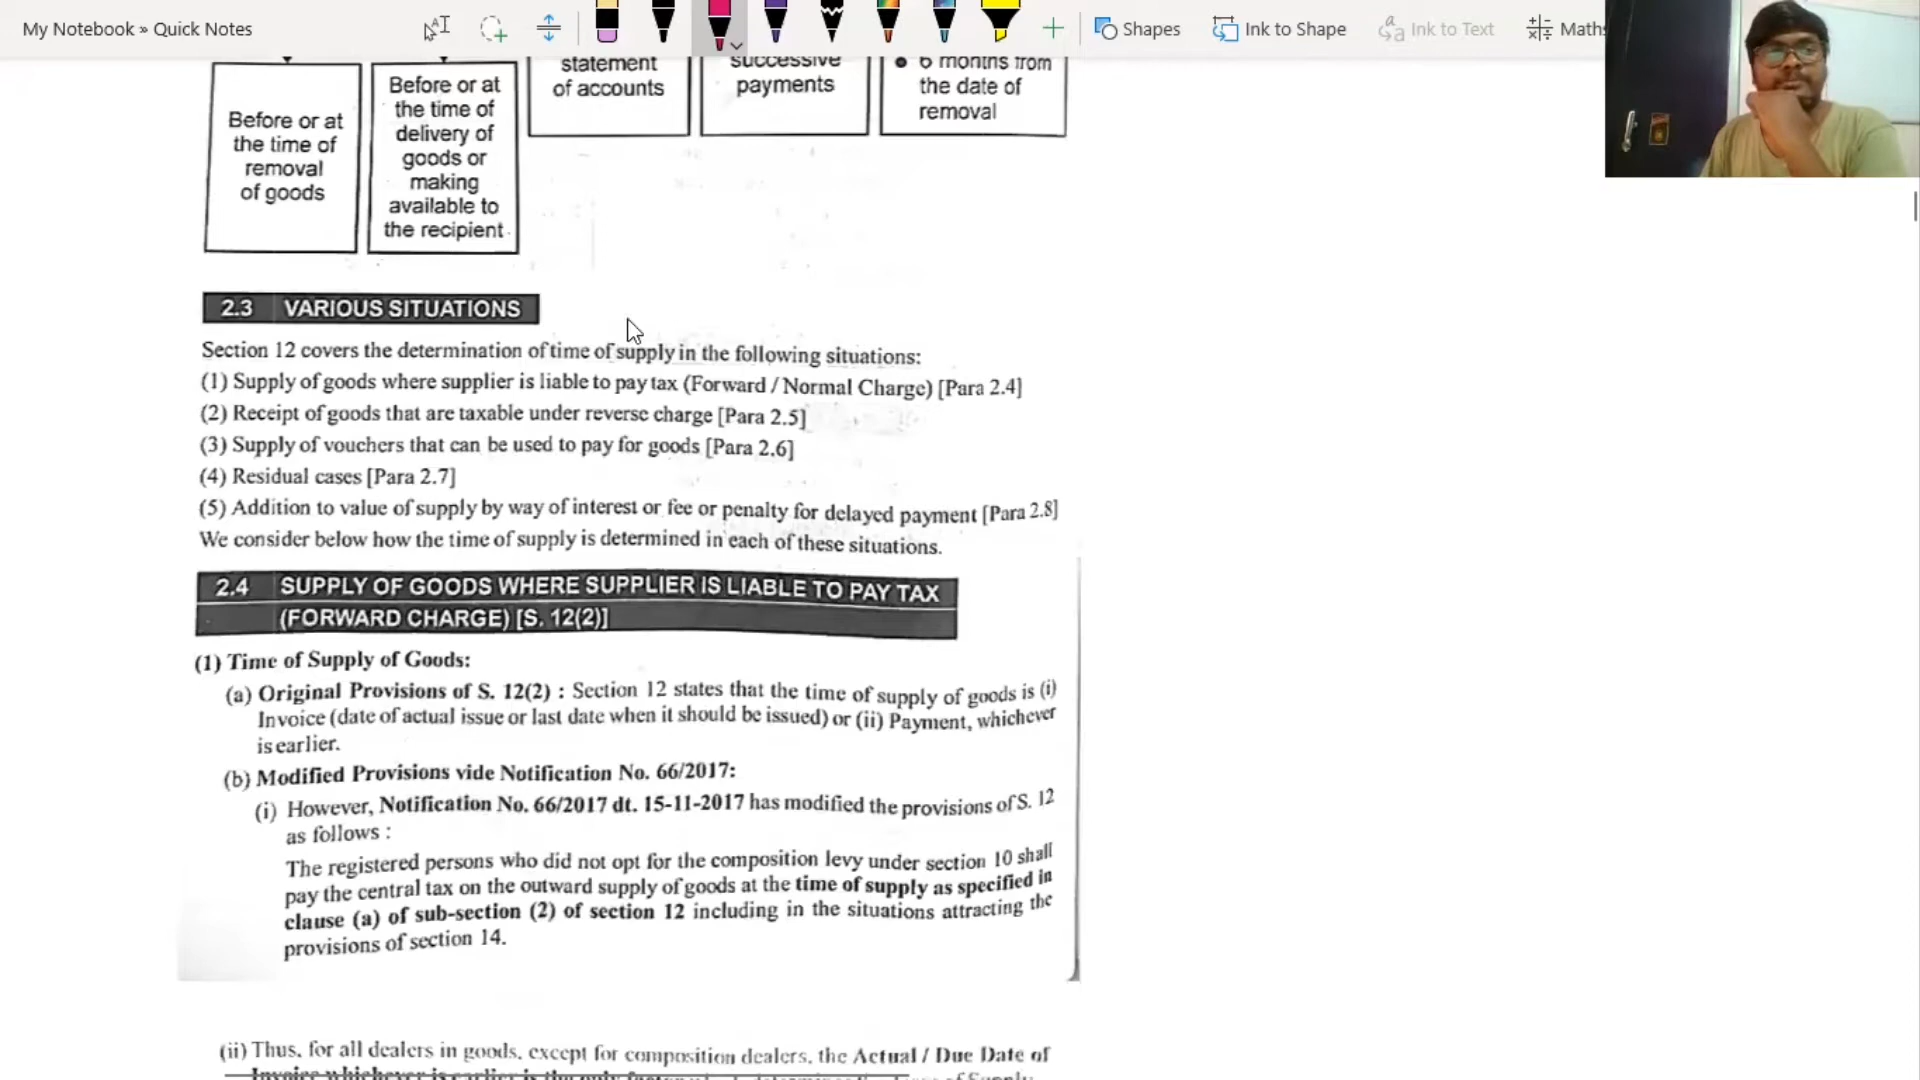 My Notebook » Quick Notes
Shapes
Ink to Shape
Ink to Text
Maths
Before or at
the time of
removal
of goods
Before or at
the time of
delivery of
goods or
making
available to
the recipient
statement
of accounts
successive
payments
• 6 months from
the date of
removal
2.3 VARIOUS SITUATIONS
Section 12 covers the determination of time of supply in the following situations:
(1) Supply of goods where supplier is liable to pay tax (Forward / Normal Charge) [Para 2.4]
(2) Receipt of goods that are taxable under reverse charge [Para 2.5]
(3) Supply of vouchers that can be used to pay for goods [Para 2.6]
(4) Residual cases [Para 2.7]
(5) Addition to value of supply by way of interest or fee or penalty for delayed payment [Para 2.8]
We consider below how the time of supply is determined in each of these situations.
2.4 SUPPLY OF GOODS WHERE SUPPLIER IS LIABLE TO PAY TAX
(FORWARD CHARGE) [S. 12(2)]
(1) Time of Supply of Goods:
(a) Original Provisions of S. 12(2) : Section 12 states that the time of supply of goods is (i)
Invoice (date of actual issue or last date when it should be issued) or (ii) Payment, whichever
is earlier.
(b) Modified Provisions vide Notification No. 66/2017:
(i) However, Notification No. 66/2017 dt. 15-11-2017 has modified the provisions of S. 12
as follows :
The registered persons who did not opt for the composition levy under section 10 shall
pay the central tax on the outward supply of goods at the time of supply as specified in
clause (a) of sub-section (2) of section 12 including in the situations attracting the
provisions of section 14.
(ii) Thus, for all dealers in goods, except for composition dealers, the Actual / Due Date of
Invoice whichever is earlier is the only